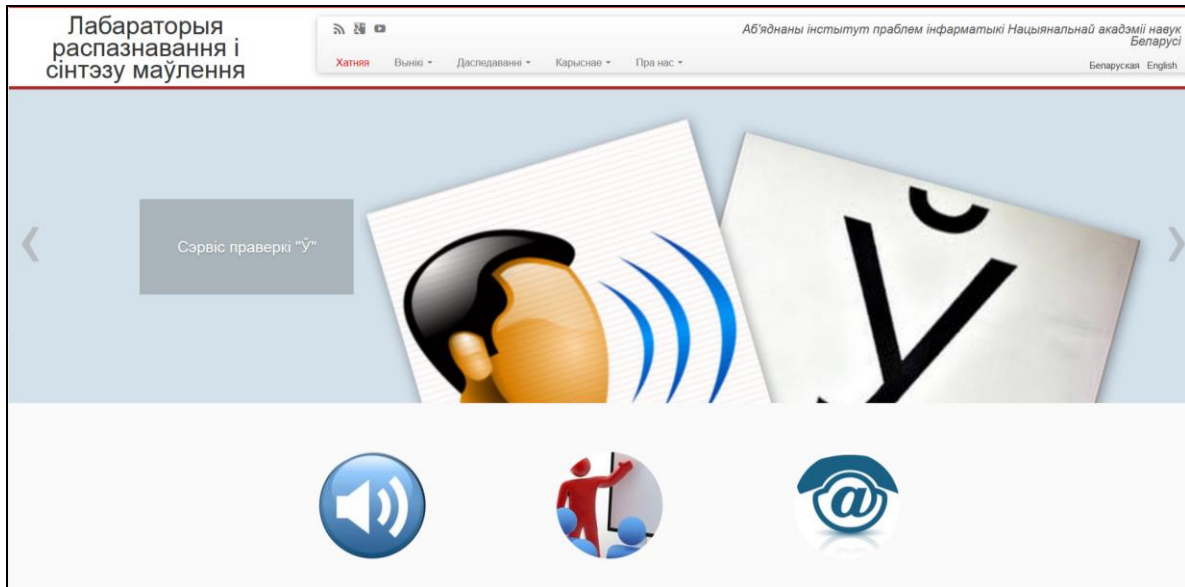 Лабараторыя
распазнавання і
сінтэзу маўлення
Аб'яднаны інстытут праблем інфарматыкі Нацыянальнай акадэміі навук
Беларусі
Хатняя Вынікі Даследаванні Карыснае Пра нас
Беларуская English
Сэрвіс праверкі "Ў"
Ў
@